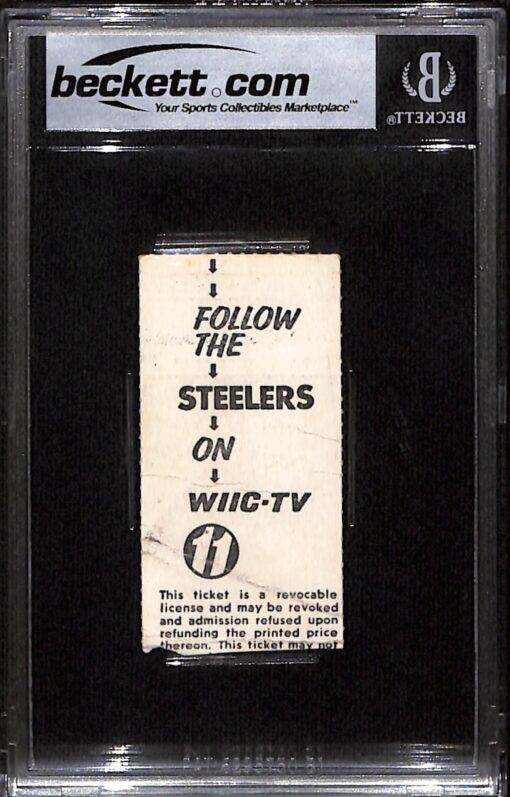 beckett.com
Your Sports Collectibles Marketplace™
B
BECKETT®
↓
↓
FOLLOW
THE
↓
STEELERS
↓
ON
↓
WIIC-TV
11
This ticket is a revocable
license and may be revoked
and admission refused upon
refunding the printed price
thereon. This ticket may not